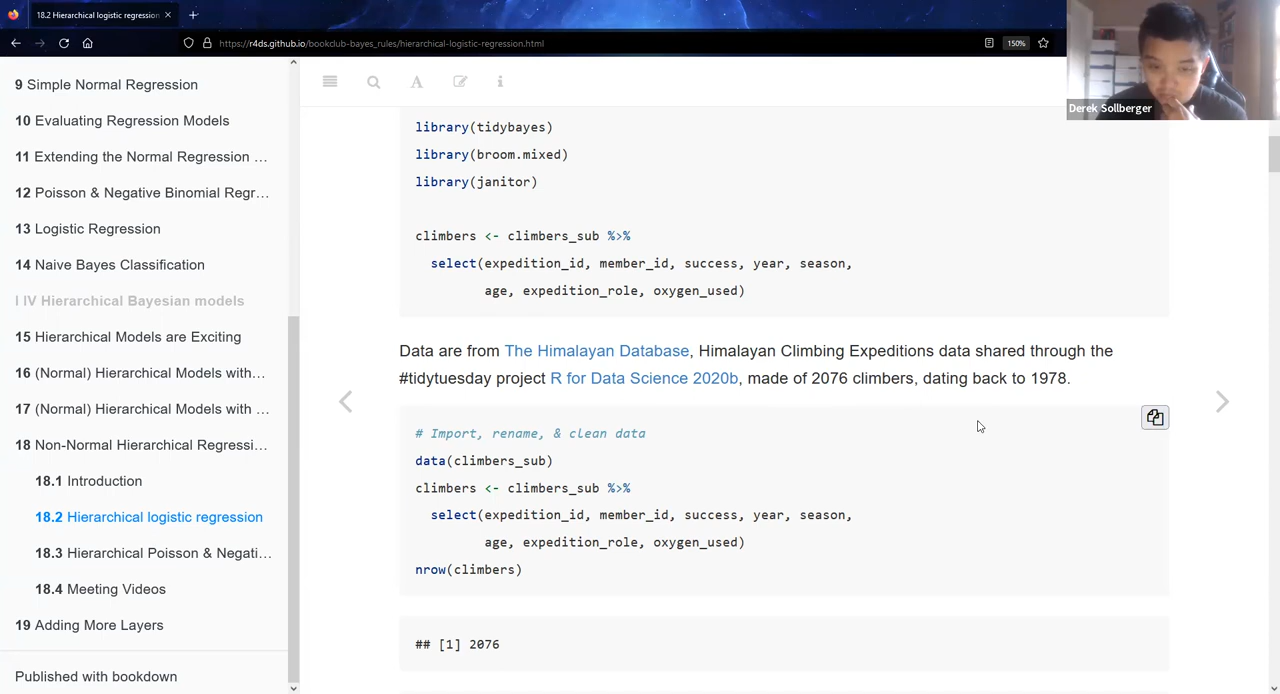 18.2 Hierarchical logistic regression
https://r4ds.github.io/bookclub-bayes_rules/hierarchical-logistic-regression.html
150%
Derek Sollberger
9 Simple Normal Regression
10 Evaluating Regression Models
11 Extending the Normal Regression …
12 Poisson & Negative Binomial Regr…
13 Logistic Regression
14 Naive Bayes Classification
I IV Hierarchical Bayesian models
15 Hierarchical Models are Exciting
16 (Normal) Hierarchical Models with…
17 (Normal) Hierarchical Models with …
18 Non-Normal Hierarchical Regressi…
18.1 Introduction
18.2 Hierarchical logistic regression
18.3 Hierarchical Poisson & Negati…
18.4 Meeting Videos
19 Adding More Layers
Published with bookdown
library(tidybayes)
library(broom.mixed)
library(janitor)
climbers <- climbers_sub %>%
select(expedition_id, member_id, success, year, season,
age, expedition_role, oxygen_used)
Data are from The Himalayan Database, Himalayan Climbing Expeditions data shared through the
#tidytuesday project R for Data Science 2020b, made of 2076 climbers, dating back to 1978.
# Import, rename, & clean data
data(climbers_sub)
climbers <- climbers_sub %>%
select(expedition_id, member_id, success, year, season,
age, expedition_role, oxygen_used)
nrow(climbers)
## [1] 2076